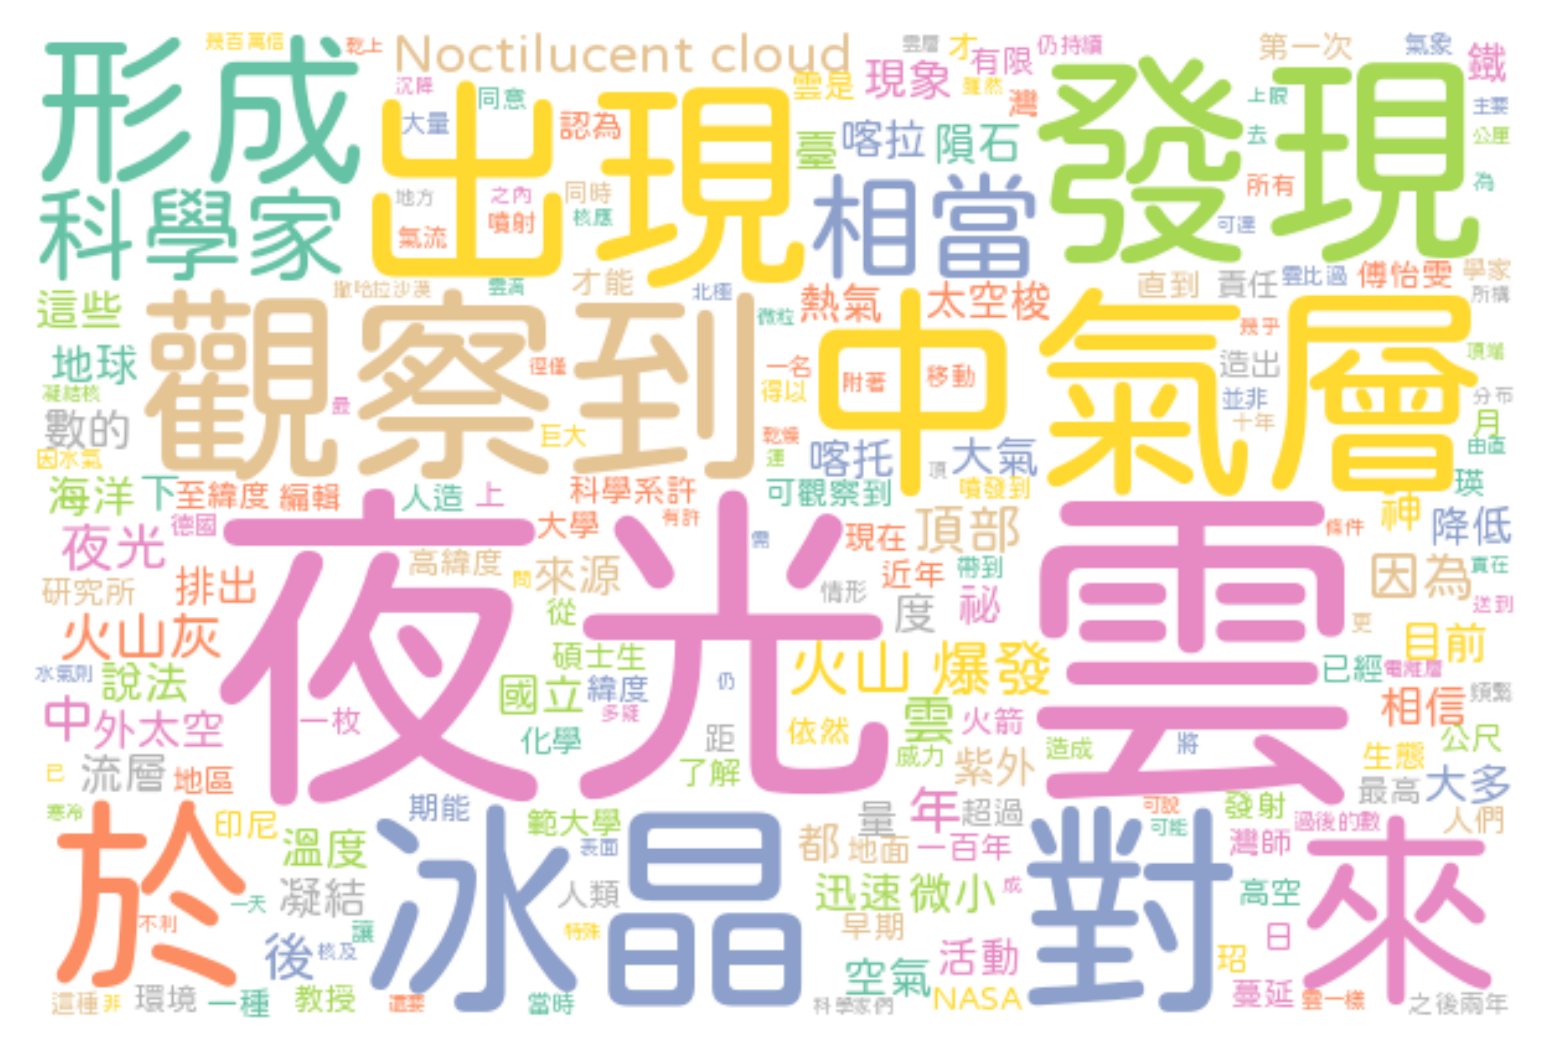 幾百萬倍
乾上
Noctilucent cloud
雲層
才
有限
仍持續
第一次
氣象
鐵
形成
出現
發現
沉降
同意
雲是
現象
雖然
灣
上限
主要
大量
認為
臺
喀拉
隕石
去
公厘
科學家
地方
之內
同時
核應
相當
所有
為
氣流
噴射
可達
撒哈拉沙漠
雲滴
才能
北極
直到
責任
雲比過
傅怡雯
學家
所構
這些
觀察到
微粒
熱氣
太空梭
中氣層
幾乎
地球
徑僅
一名
附著
移動
造出
頂端
凝結核
最
得以
並非
分布
數的
巨大
乾燥
十年
月
因水氣
運
喀托
頂
大氣
由直
海洋
下
至緯度
編輯
人造
上
科學系許
可觀察到
噴發到
瑛
夜光
德國
夜光雲
大學
有許
需
現在
頂部
神
條件
降低
研究所
排出
高緯度
問
來源
情形
近年
帶到
因為
實在
從
度
祕
送到
火山灰
更
目前
水氣則
說法
碩士生
火山
爆發
已經
電離層
國立
緯度
仍
中
外太空
一枚
多疑
雲
火箭
相信
頻繁
化學
距
依然
威力
造成
將
公尺
已
流層
地區
了解
紫外
生態
最高
大多
寒冷
於
印尼
溫度
期能
冰晶
範大學
表面
量
年
超過
可說
可能
發射
過後的數
人們
都
地面
一百年
對
灣師
來
凝結
一天
人類
迅速
微小
成
高空
不利
讓
特殊
早期
日
後
核及
空氣
活動
玿
這種
非
環境
一種
教授
還要
當時
科學家們
NASA
蔓延
雲一樣
之後兩年